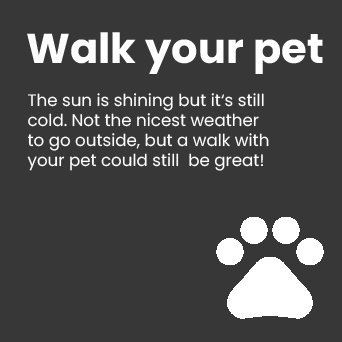 Walk your pet
The sun is shining but it's still
cold. Not the nicest weather
to go outside, but a walk with
your pet could still  be great!